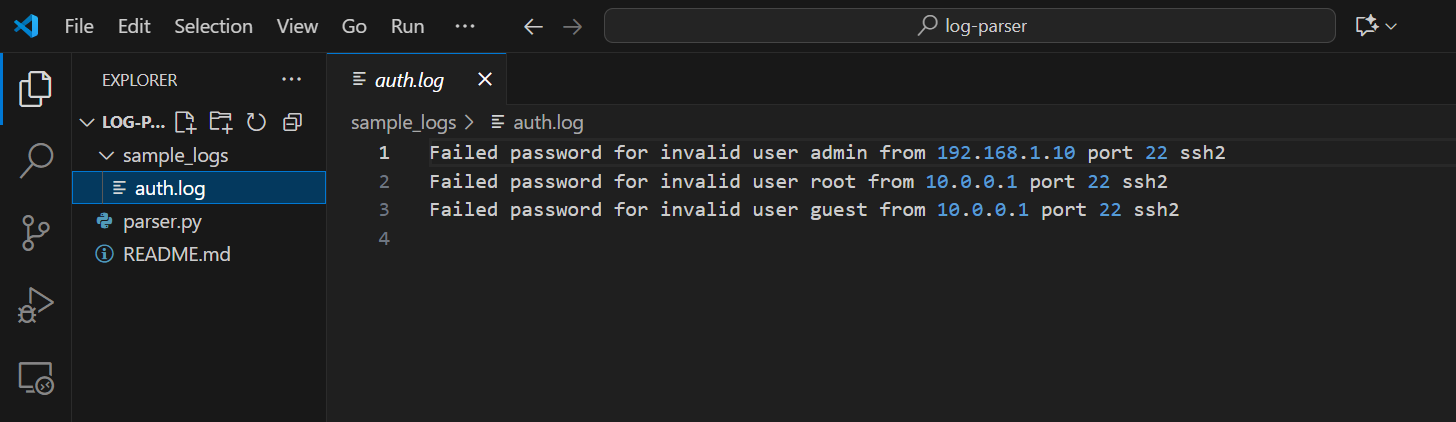 File Edit Selection View Go Run ··· log-parser
EXPLORER ···
auth.log
LOG-P...
sample_logs > auth.log
sample_logs
1 Failed password for invalid user admin from 192.168.1.10 port 22 ssh2
auth.log
2 Failed password for invalid user root from 10.0.0.1 port 22 ssh2
parser.py
3 Failed password for invalid user guest from 10.0.0.1 port 22 ssh2
README.md
4